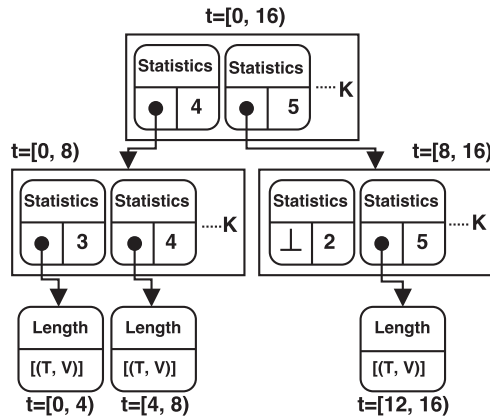 t=[0, 16)
Statistics Statistics
4 5 ...... K
t=[0, 8) t=[8, 16)
Statistics Statistics Statistics Statistics
3 4 ......K ⊥ 2 5 ...... K
Length Length Length
[(T, V)] [(T, V)] [(T, V)]
t=[0, 4) t=[4, 8) t=[12, 16)